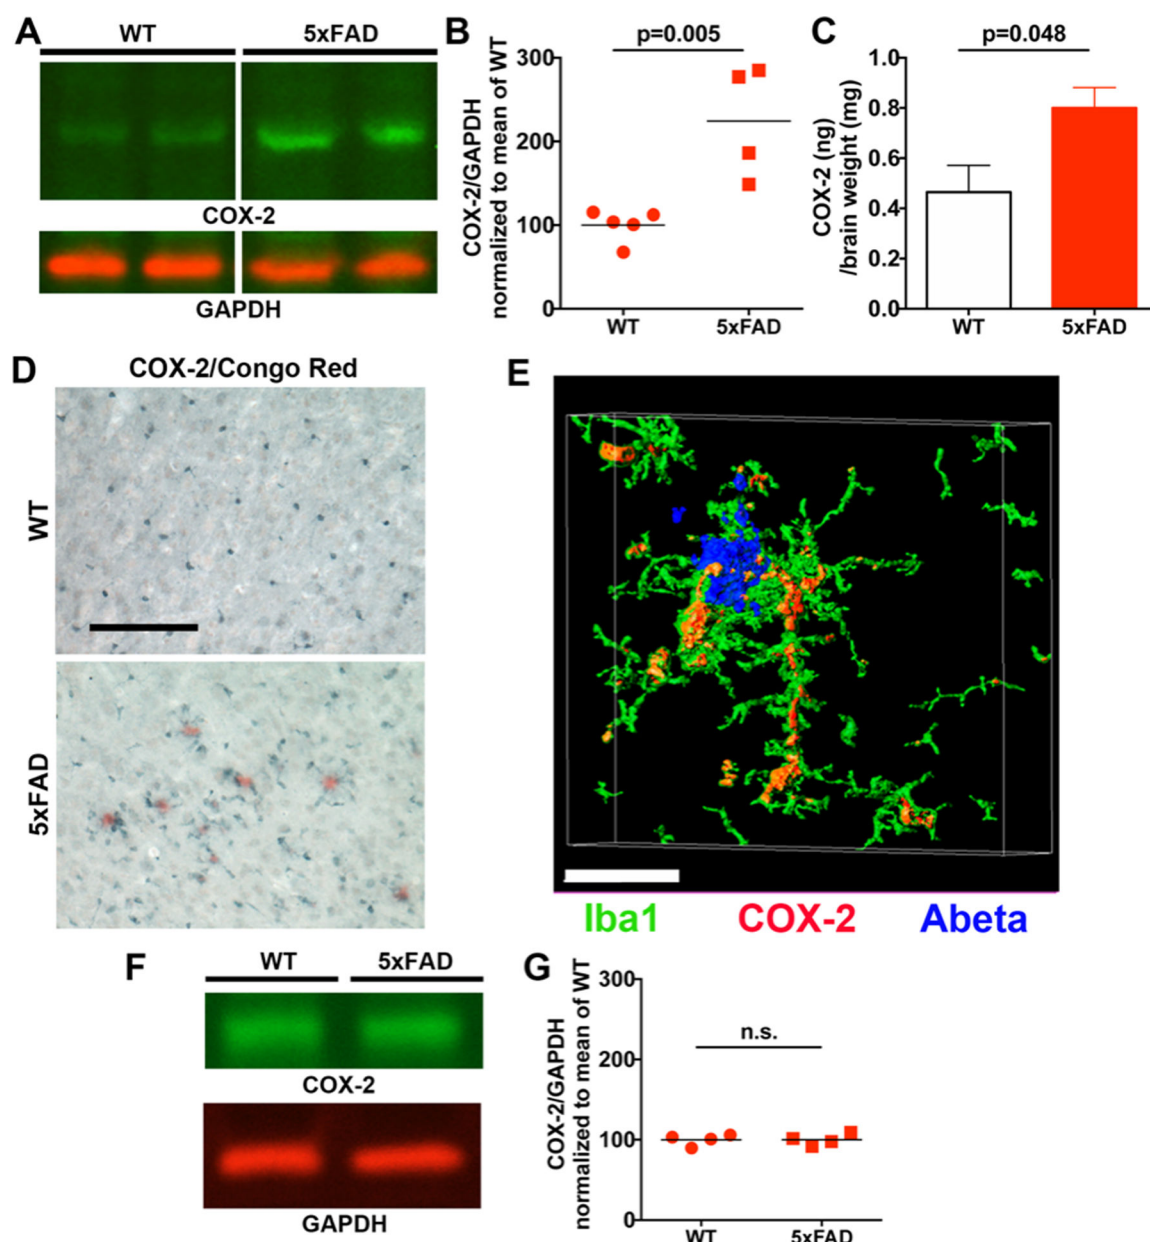 A
WT
5xFAD
COX-2
GAPDH
B
p=0.005
COX-2/GAPDH
normalized to mean of WT
300
200
100
0
WT
5xFAD
C
p=0.048
COX-2 (ng)
/brain weight (mg)
1.0
0.8
0.6
0.4
0.2
0.0
WT
5xFAD
D
COX-2/Congo Red
WT
5xFAD
E
Iba1
COX-2
Abeta
F
WT
5xFAD
COX-2
GAPDH
G
n.s.
COX-2/GAPDH
normalized to mean of WT
300
200
100
0
WT
5xFAD